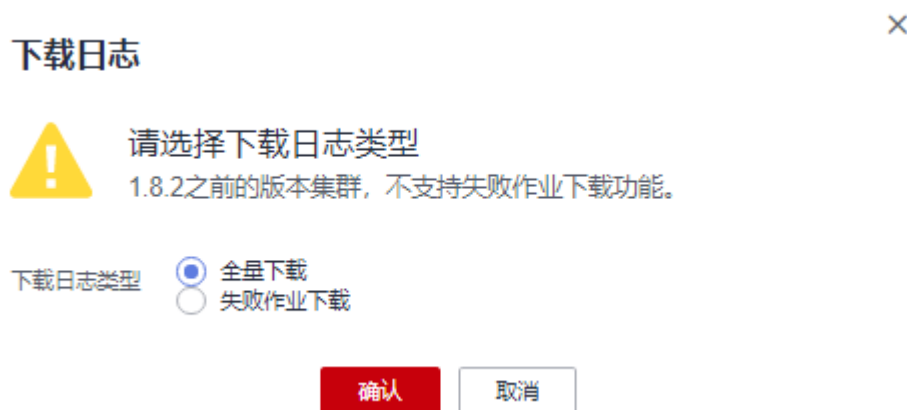 下载日志
请选择下载日志类型
1.8.2之前的版本集群，不支持失败作业下载功能。
下载日志类型
全量下载
失败作业下载
确认
取消